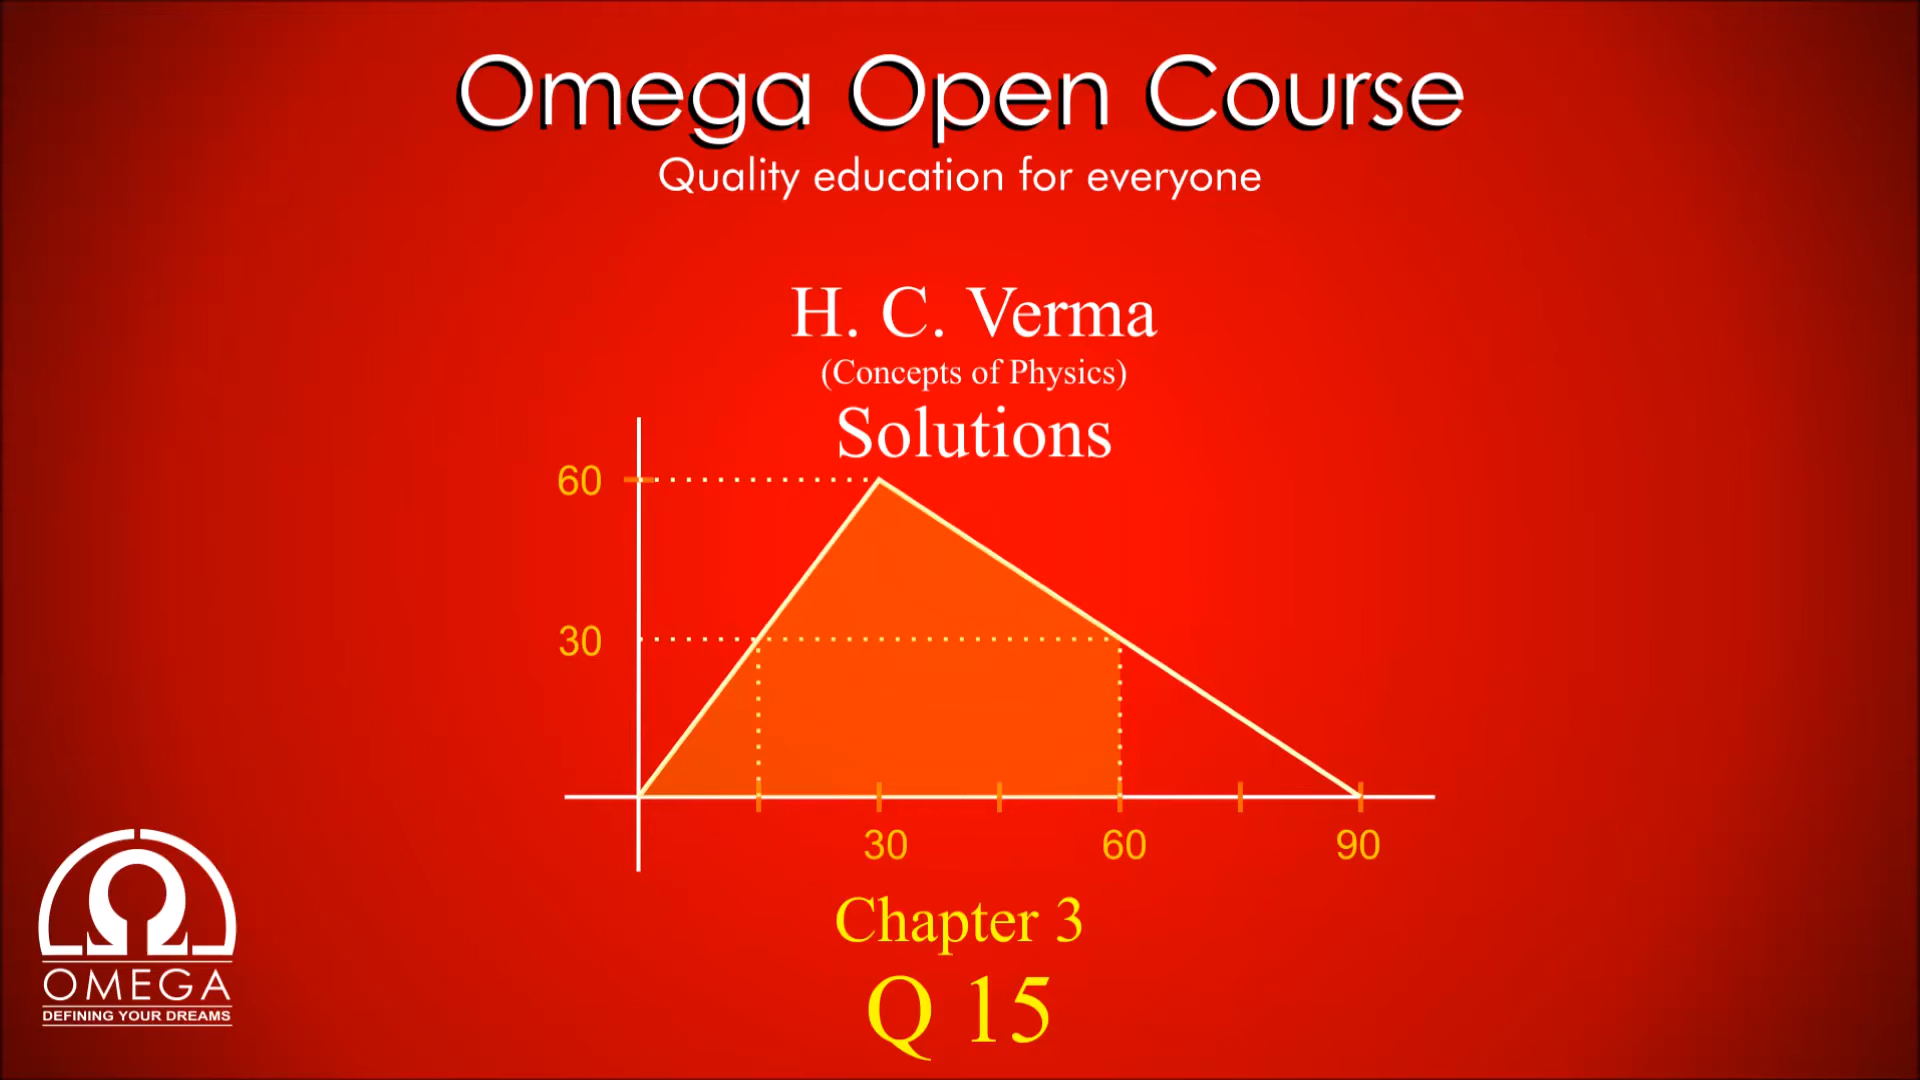 Omega Open Course
Quality education for everyone
H. C. Verma
(Concepts of Physics)
Solutions
60
30
30 60 90
Chapter 3
Q 15
Ω
OMEGA
DEFINING YOUR DREAMS